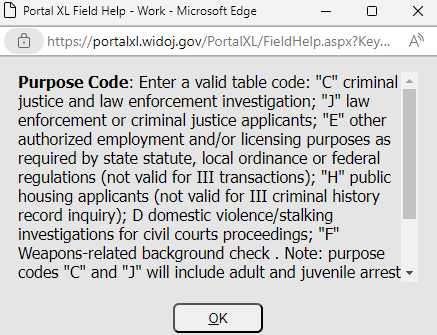 Portal XL Field Help - Work - Microsoft Edge
https://portalxl.widoj.gov/PortalXL/FieldHelp.aspx?Key...
Purpose Code: Enter a valid table code: "C" criminal
justice and law enforcement investigation; "J" law
enforcement or criminal justice applicants; "E" other
authorized employment and/or licensing purposes as
required by state statute, local ordinance or federal
regulations (not valid for III transactions); "H" public
housing applicants (not valid for III criminal history
record inquiry); D domestic violence/stalking
investigations for civil courts proceedings; "F"
Weapons-related background check . Note: purpose
codes "C" and "J" will include adult and juvenile arrest
OK